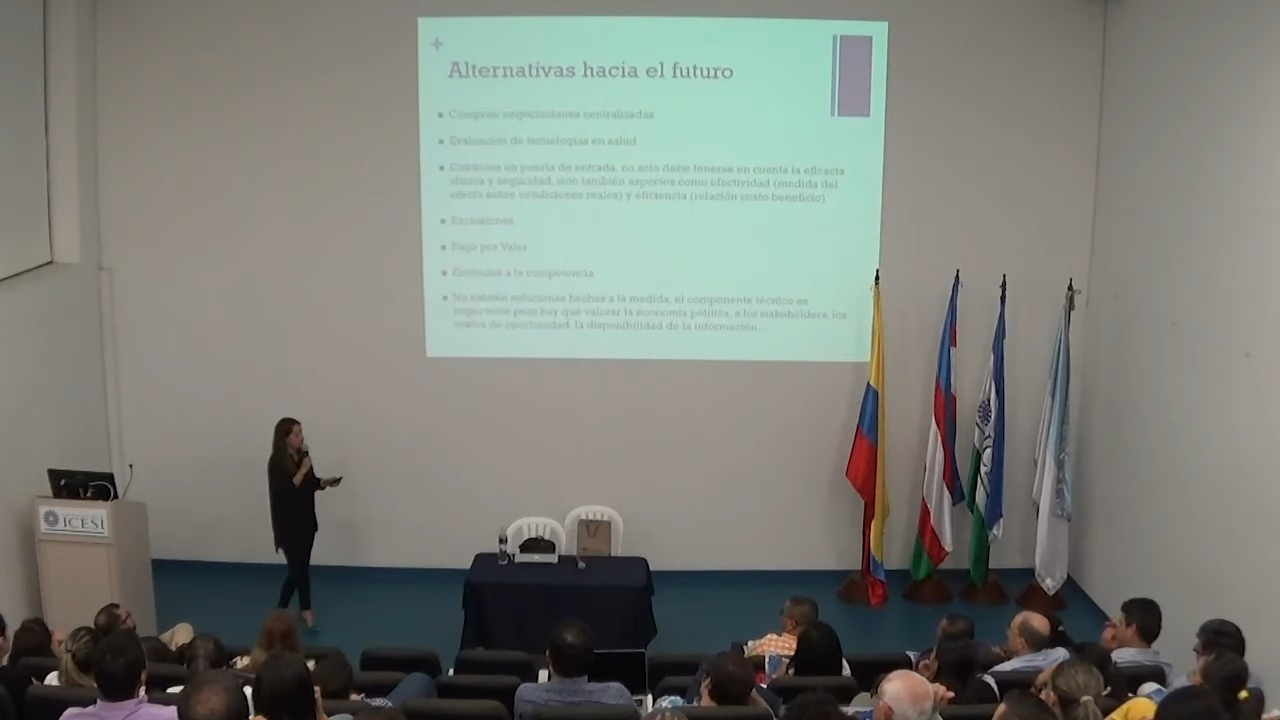 Alternativas hacia el futuro
Compras/negociaciones centralizadas
Evaluación de tecnologías en salud
Controles en puerta de entrada, no solo debe tenerse en cuenta la eficacia
clínica y seguridad, sino también aspectos como efectividad (medida del
efecto sobre condiciones reales) y eficiencia (relación costo beneficio)
Exclusiones
Pago por Valor
Estímulos a la competencia
No existen soluciones hechas a la medida, el componente técnico es
importante pero hay que valorar la economía política, a los stakeholders, los
costos de oportunidad, la disponibilidad de la información...
ICESI